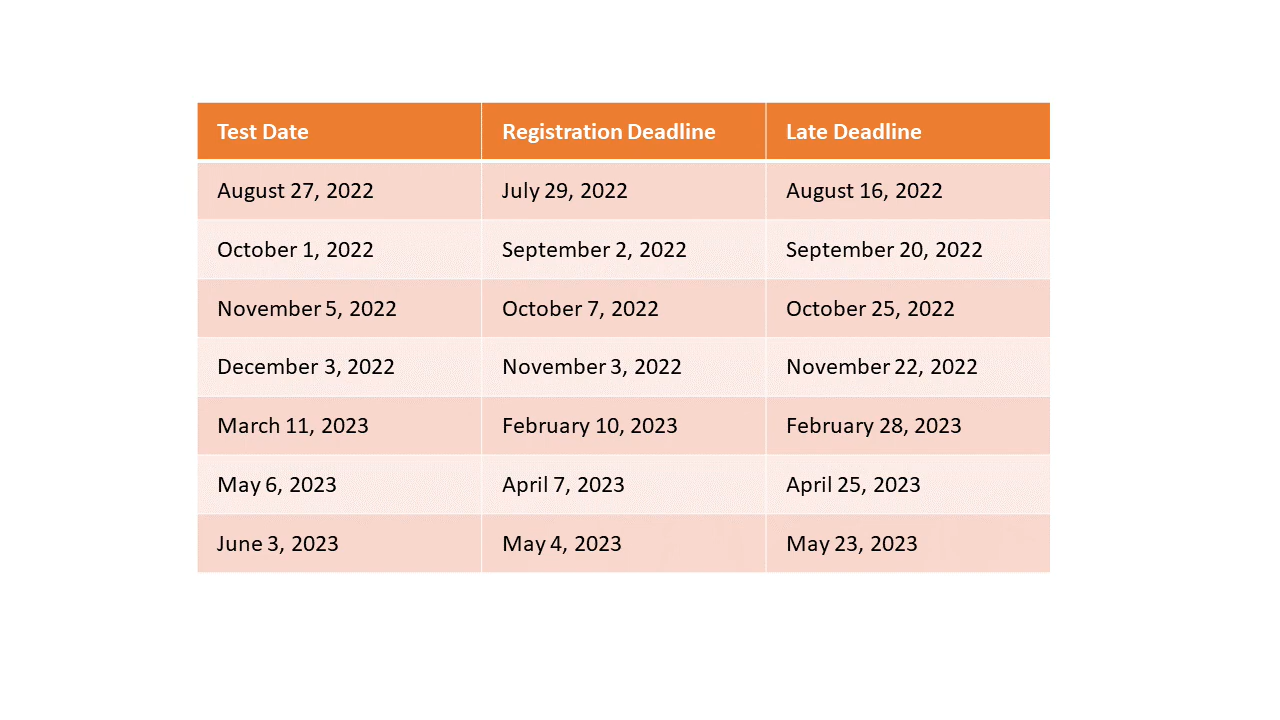 Test Date Registration Deadline Late Deadline
August 27, 2022 July 29, 2022 August 16, 2022
October 1, 2022 September 2, 2022 September 20, 2022
November 5, 2022 October 7, 2022 October 25, 2022
December 3, 2022 November 3, 2022 November 22, 2022
March 11, 2023 February 10, 2023 February 28, 2023
May 6, 2023 April 7, 2023 April 25, 2023
June 3, 2023 May 4, 2023 May 23, 2023